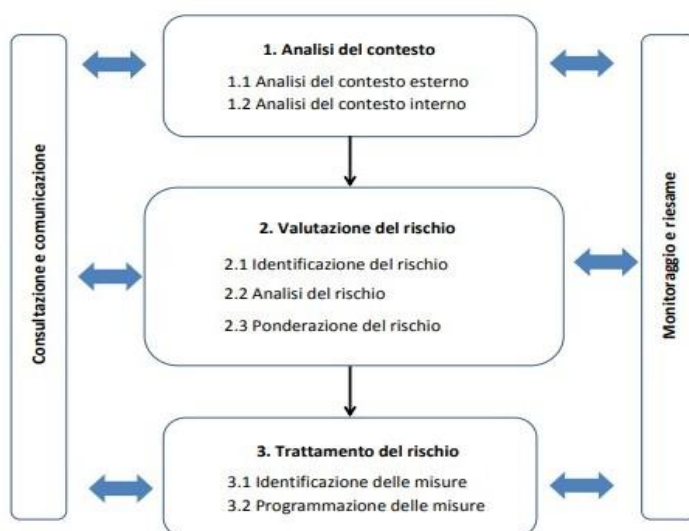 Consultazione e comunicazione
1. Analisi del contesto
1.1 Analisi del contesto esterno
1.2 Analisi del contesto interno
2. Valutazione del rischio
2.1 Identificazione del rischio
2.2 Analisi del rischio
2.3 Ponderazione del rischio
3. Trattamento del rischio
3.1 Identificazione delle misure
3.2 Programmazione delle misure
Monitoraggio e riesame